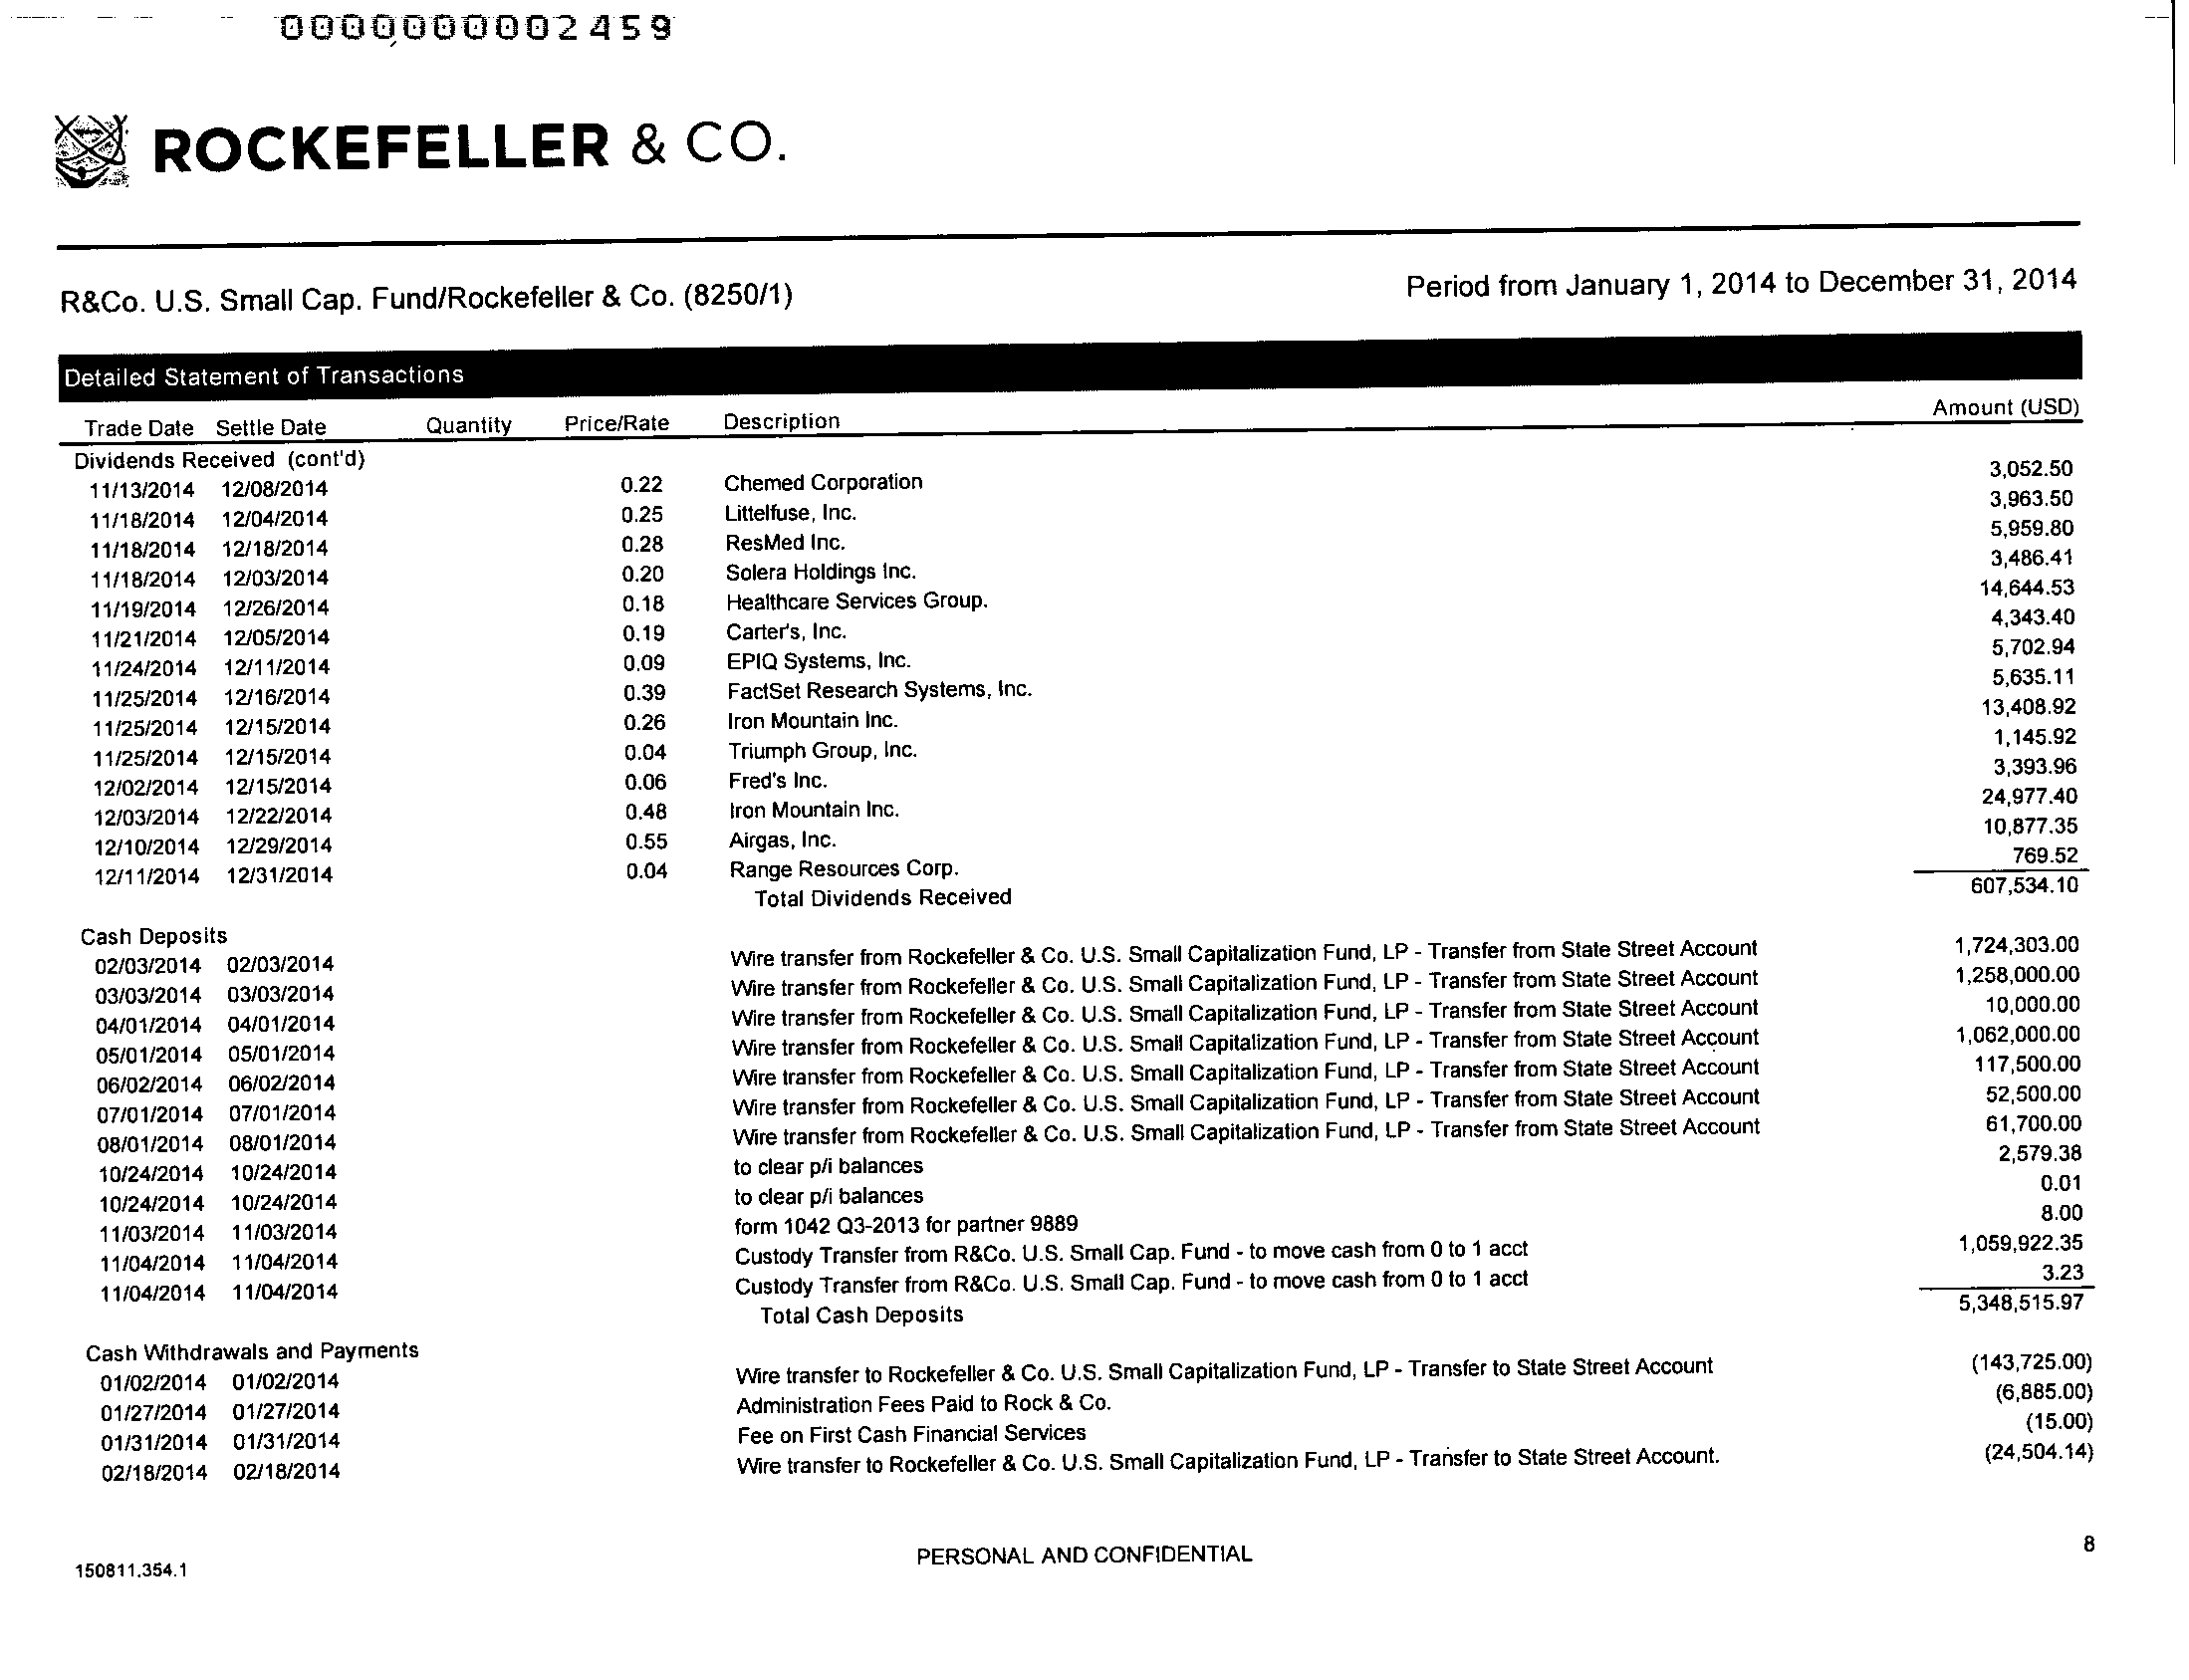 0000000002459
ROCKEFELLER & CO.
R&Co. U.S. Small Cap. Fund/Rockefeller & Co. (8250/1) Period from January 1, 2014 to December 31, 2014
Detailed Statement of Transactions
Trade Date Settle Date Quantity Price/Rate Description Amount (USD)
Dividends Received (cont'd)
11/13/2014 12/08/2014 0.22 Chemed Corporation 3,052.50
11/18/2014 12/04/2014 0.25 Littelfuse, Inc. 3,963.50
11/18/2014 12/18/2014 0.28 ResMed Inc. 5,959.80
11/18/2014 12/03/2014 0.20 Solera Holdings Inc. 3,486.41
11/19/2014 12/26/2014 0.18 Healthcare Services Group. 14,644.53
11/21/2014 12/05/2014 0.19 Carter's, Inc. 4,343.40
11/24/2014 12/11/2014 0.09 EPIQ Systems, Inc. 5,702.94
11/25/2014 12/16/2014 0.39 FactSet Research Systems, Inc. 5,635.11
11/25/2014 12/15/2014 0.26 Iron Mountain Inc. 13,408.92
11/25/2014 12/15/2014 0.04 Triumph Group, Inc. 1,145.92
12/02/2014 12/15/2014 0.06 Fred's Inc. 3,393.96
12/03/2014 12/22/2014 0.48 Iron Mountain Inc. 24,977.40
12/10/2014 12/29/2014 0.55 Airgas, Inc. 10,877.35
12/11/2014 12/31/2014 0.04 Range Resources Corp. 769.52
Total Dividends Received 607,534.10
Cash Deposits
02/03/2014 02/03/2014 Wire transfer from Rockefeller & Co. U.S. Small Capitalization Fund, LP - Transfer from State Street Account 1,724,303.00
03/03/2014 03/03/2014 Wire transfer from Rockefeller & Co. U.S. Small Capitalization Fund, LP - Transfer from State Street Account 1,258,000.00
04/01/2014 04/01/2014 Wire transfer from Rockefeller & Co. U.S. Small Capitalization Fund, LP - Transfer from State Street Account 10,000.00
05/01/2014 05/01/2014 Wire transfer from Rockefeller & Co. U.S. Small Capitalization Fund, LP - Transfer from State Street Account 1,062,000.00
06/02/2014 06/02/2014 Wire transfer from Rockefeller & Co. U.S. Small Capitalization Fund, LP - Transfer from State Street Account 117,500.00
07/01/2014 07/01/2014 Wire transfer from Rockefeller & Co. U.S. Small Capitalization Fund, LP - Transfer from State Street Account 52,500.00
08/01/2014 08/01/2014 Wire transfer from Rockefeller & Co. U.S. Small Capitalization Fund, LP - Transfer from State Street Account 61,700.00
10/24/2014 10/24/2014 to clear p/i balances 2,579.38
10/24/2014 10/24/2014 to clear p/i balances 0.01
11/03/2014 11/03/2014 form 1042 Q3-2013 for partner 9889 8.00
11/04/2014 11/04/2014 Custody Transfer from R&Co. U.S. Small Cap. Fund - to move cash from 0 to 1 acct 1,059,922.35
11/04/2014 11/04/2014 Custody Transfer from R&Co. U.S. Small Cap. Fund - to move cash from 0 to 1 acct 3.23
Total Cash Deposits 5,348,515.97
Cash Withdrawals and Payments
01/02/2014 01/02/2014 Wire transfer to Rockefeller & Co. U.S. Small Capitalization Fund, LP - Transfer to State Street Account (143,725.00)
01/27/2014 01/27/2014 Administration Fees Paid to Rock & Co. (6,885.00)
01/31/2014 01/31/2014 Fee on First Cash Financial Services (15.00)
02/18/2014 02/18/2014 Wire transfer to Rockefeller & Co. U.S. Small Capitalization Fund, LP - Transfer to State Street Account. (24,504.14)
150811.354.1 PERSONAL AND CONFIDENTIAL 8